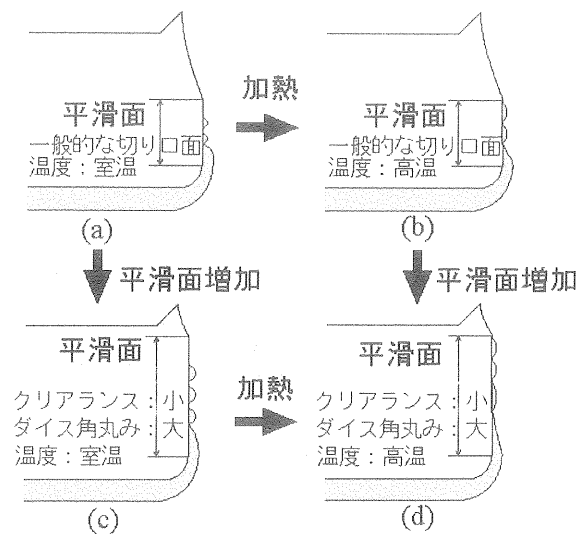 平滑面
一般的な切り口面
温度：室温
(a)
加熱
平滑面
一般的な切り口面
温度：高温
(b)
平滑面増加
平滑面増加
平滑面
クリアランス：小
ダイス角丸み：大
温度：室温
(c)
加熱
平滑面
クリアランス：小
ダイス角丸み：大
温度：高温
(d)